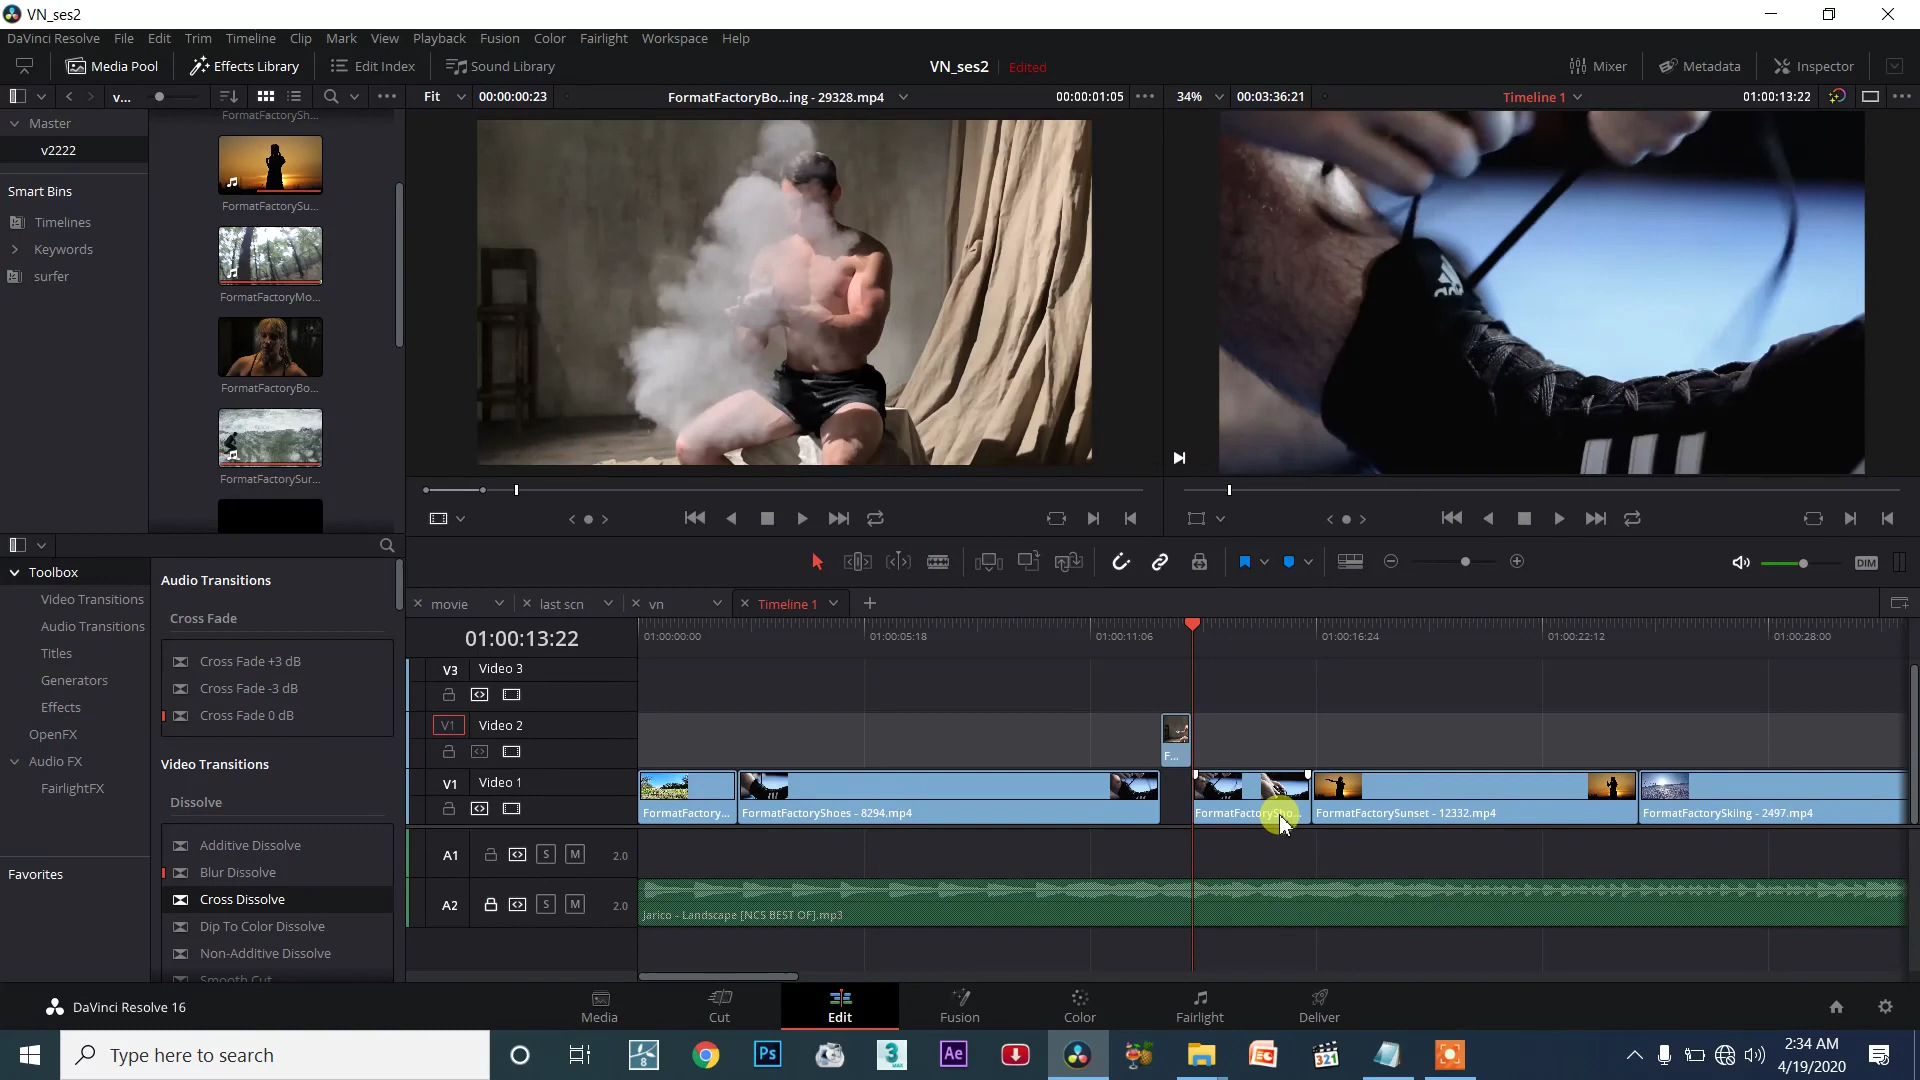 VN_ses2
DaVinci Resolve File Edit Trim Timeline Clip Mark View Playback Fusion Color Fairlight Workspace Help
Media Pool Effects Library Edit Index Sound Library VN_ses2 Edited Mixer Metadata Inspector
v... Fit 00:00:00:23 FormatFactoryBo...ing - 29328.mp4 00:00:01:05 34% 00:03:36:21 Timeline 1 01:00:13:22
Master
v2222
Smart Bins
Timelines
Keywords
surfer
FormatFactorySh...
FormatFactorySu...
FormatFactoryMo...
FormatFactoryBo...
FormatFactorySur...
Toolbox
Video Transitions
Audio Transitions
Titles
Generators
Effects
OpenFX
Audio FX
FairlightFX
Favorites
Audio Transitions
Cross Fade
Cross Fade +3 dB
Cross Fade -3 dB
Cross Fade 0 dB
Video Transitions
Dissolve
Additive Dissolve
Blur Dissolve
Cross Dissolve
Dip To Color Dissolve
Non-Additive Dissolve
Smooth Cut
DIM
movie last scn vn Timeline 1
01:00:13:22 01:00:00:00 01:00:05:18 01:00:11:06 01:00:16:24 01:00:22:12 01:00:28:00
V3 Video 3
V1 Video 2
F...
V1 Video 1
FormatFactory... FormatFactoryShoes - 8294.mp4 FormatFactorySho... FormatFactorySunset - 12332.mp4 FormatFactorySkiing - 2497.mp4
A1 S M 2.0
A2 S M 2.0
Jarico - Landscape [NCS BEST OF].mp3
DaVinci Resolve 16
Media Cut Edit Fusion Color Fairlight Deliver
Type here to search
8
Ps
3
MAX
Ae
321
2:34 AM
4/19/2020